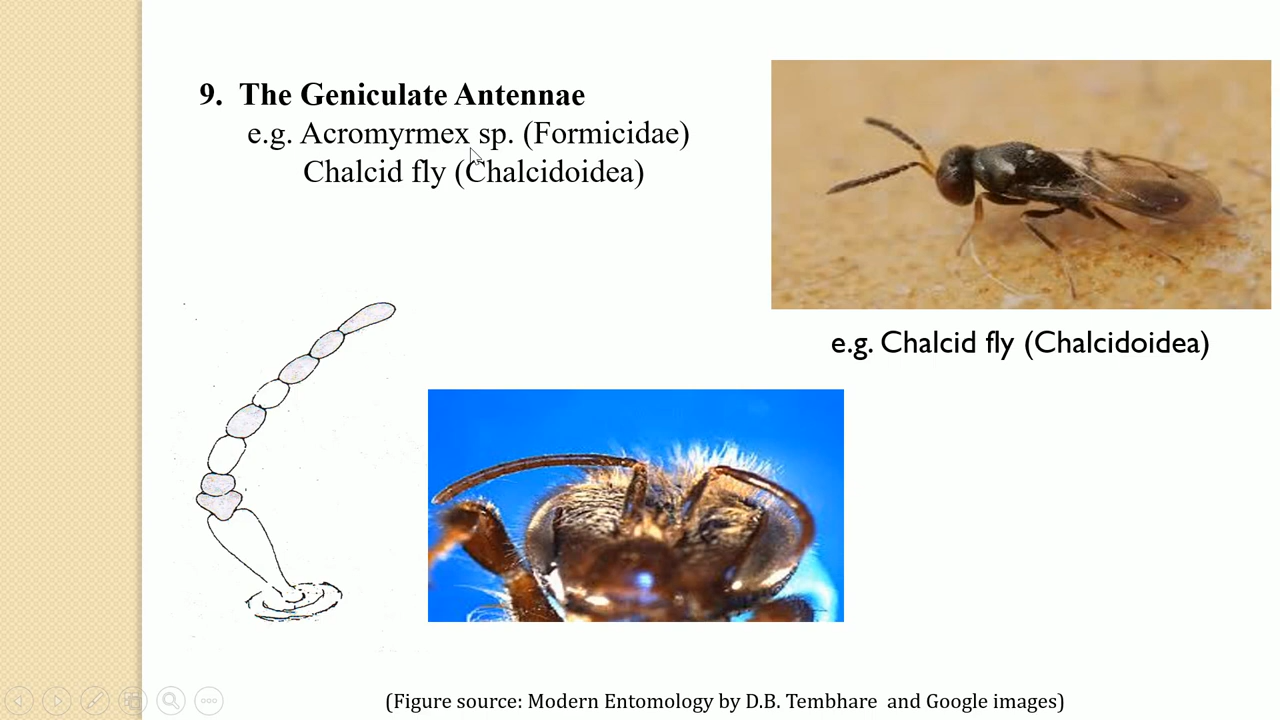 9. The Geniculate Antennae
e.g. Acromyrmex sp. (Formicidae)
Chalcid fly (Chalcidoidea)
e.g. Chalcid fly (Chalcidoidea)
(Figure source: Modern Entomology by D.B. Tembhare and Google images)